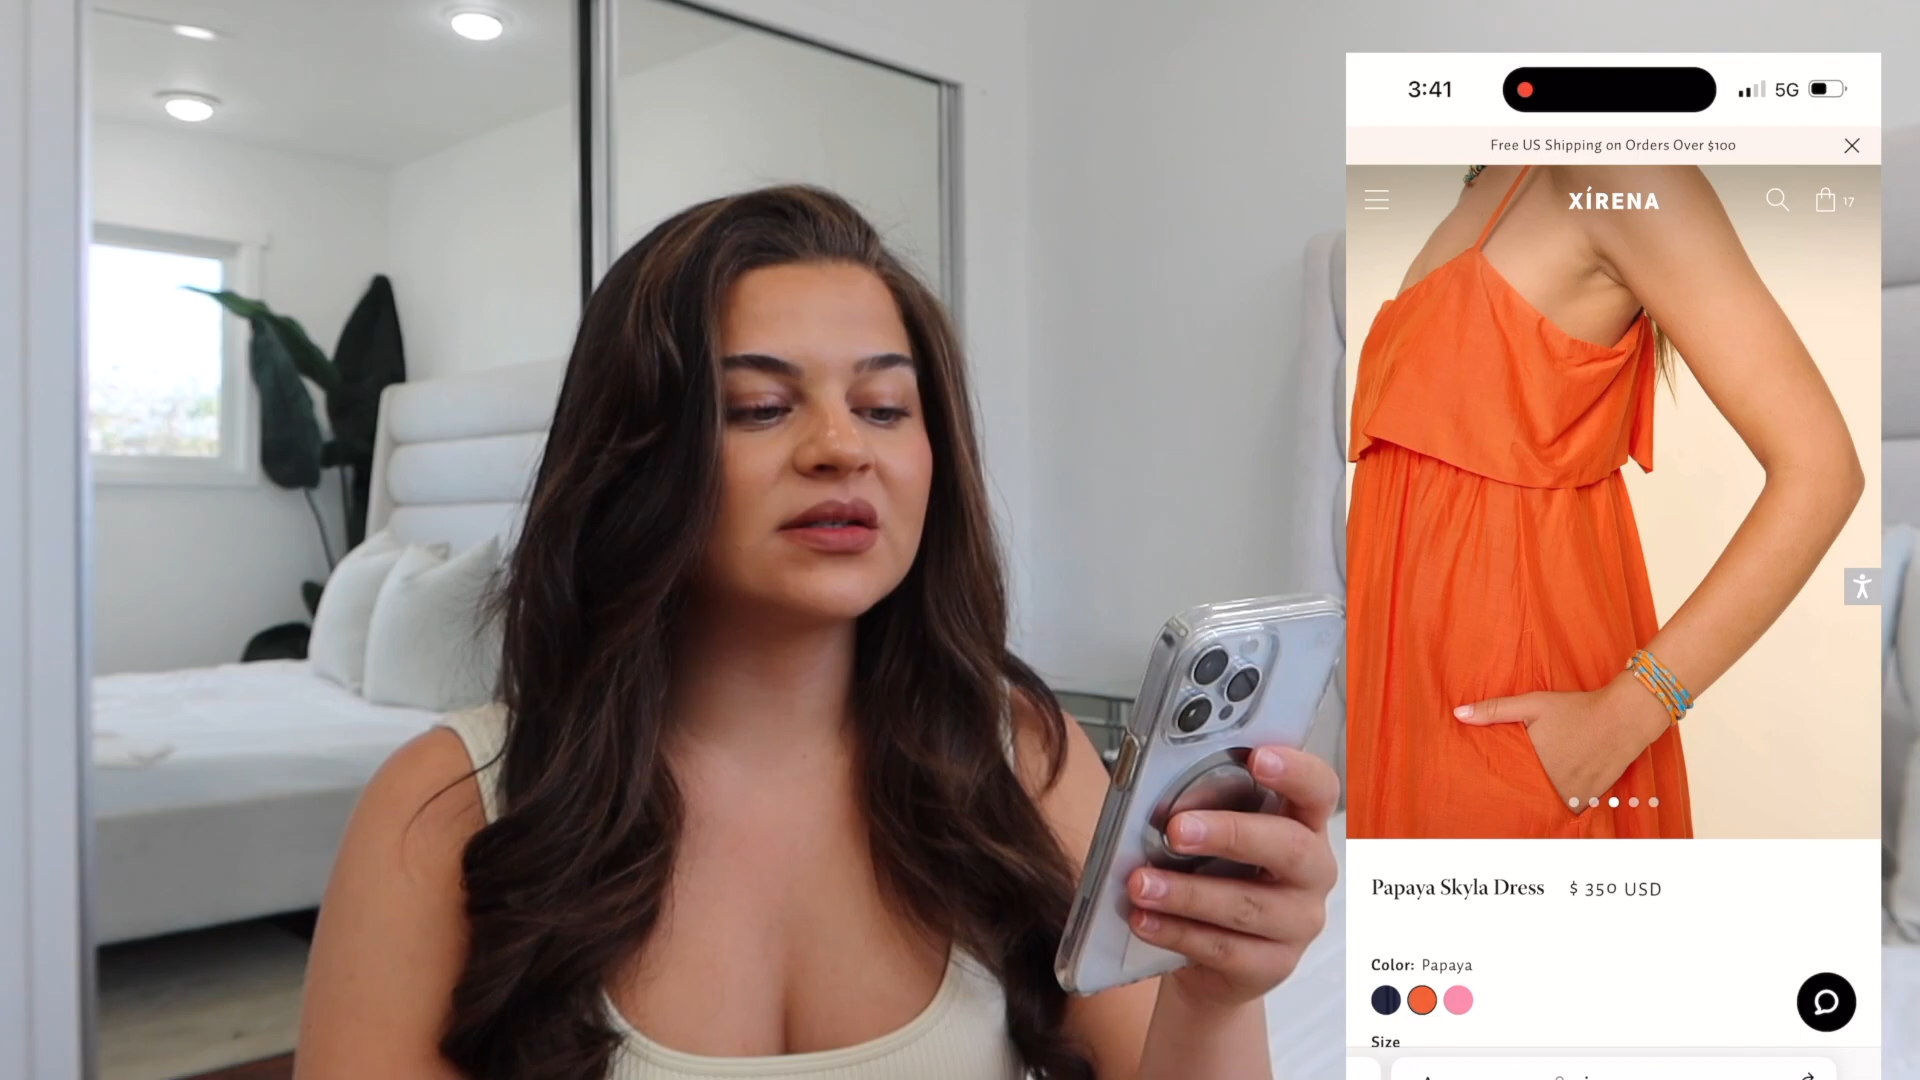 3:41
5G
Free US Shipping on Orders Over $100
XÍRENA
17
Papaya Skyla Dress $ 350 USD
Color: Papaya
Size